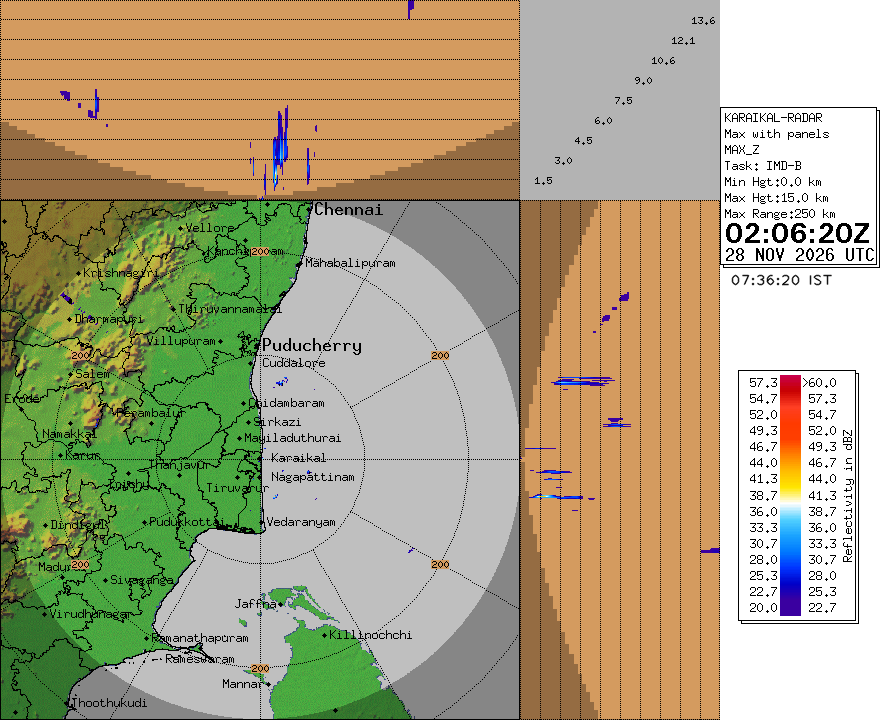 13.6
12.1
10.6
9.0
7.5
6.0
4.5
3.0
1.5
KARAIKAL-RADAR
Max with panels
MAX_Z
Task: IMD-B
Min Hgt:0.0 km
Max Hgt:15.0 km
Max Range:250 km
02:06:20Z
28 NOV 2026 UTC
07:36:20 IST
Chennai
Vellore
200
Mahabalipuram
Krishnagiri
Thiruvannamalai
Dharmapuri
Villupuram
Puducherry
200
200
Cuddalore
Salem
Chidambaram
Perambalur
Sirkazi
Namakkal
Mayiladuthurai
Karur
Karaikal
Thanjavur
Nagapattinam
Tiruvarur
Dindigul
Pudukkottai
Vedaranyam
200
200
Sivaganga
Jaffna
Virudhunagar
Killinochchi
Ramanathapuram
Rameswaram
200
Mannar
Thoothukudi
57.3 >60.0
54.7 57.3
52.0 54.7
49.3 52.0
46.7 49.3
44.0 46.7
41.3 44.0
38.7 41.3
36.0 38.7
33.3 36.0
30.7 33.3
28.0 30.7
25.3 28.0
22.7 25.3
20.0 22.7
Reflectivity in dBZ